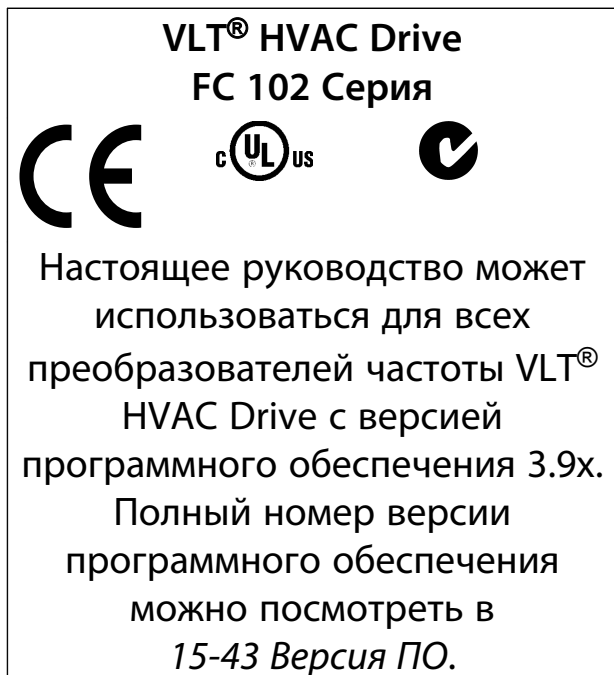 VLT® HVAC Drive
FC 102 Серия
CE
C UL® US
Настоящее руководство может
использоваться для всех
преобразователей частоты VLT®
HVAC Drive с версией
программного обеспечения 3.9x.
Полный номер версии
программного обеспечения
можно посмотреть в
15-43 Версия ПО.